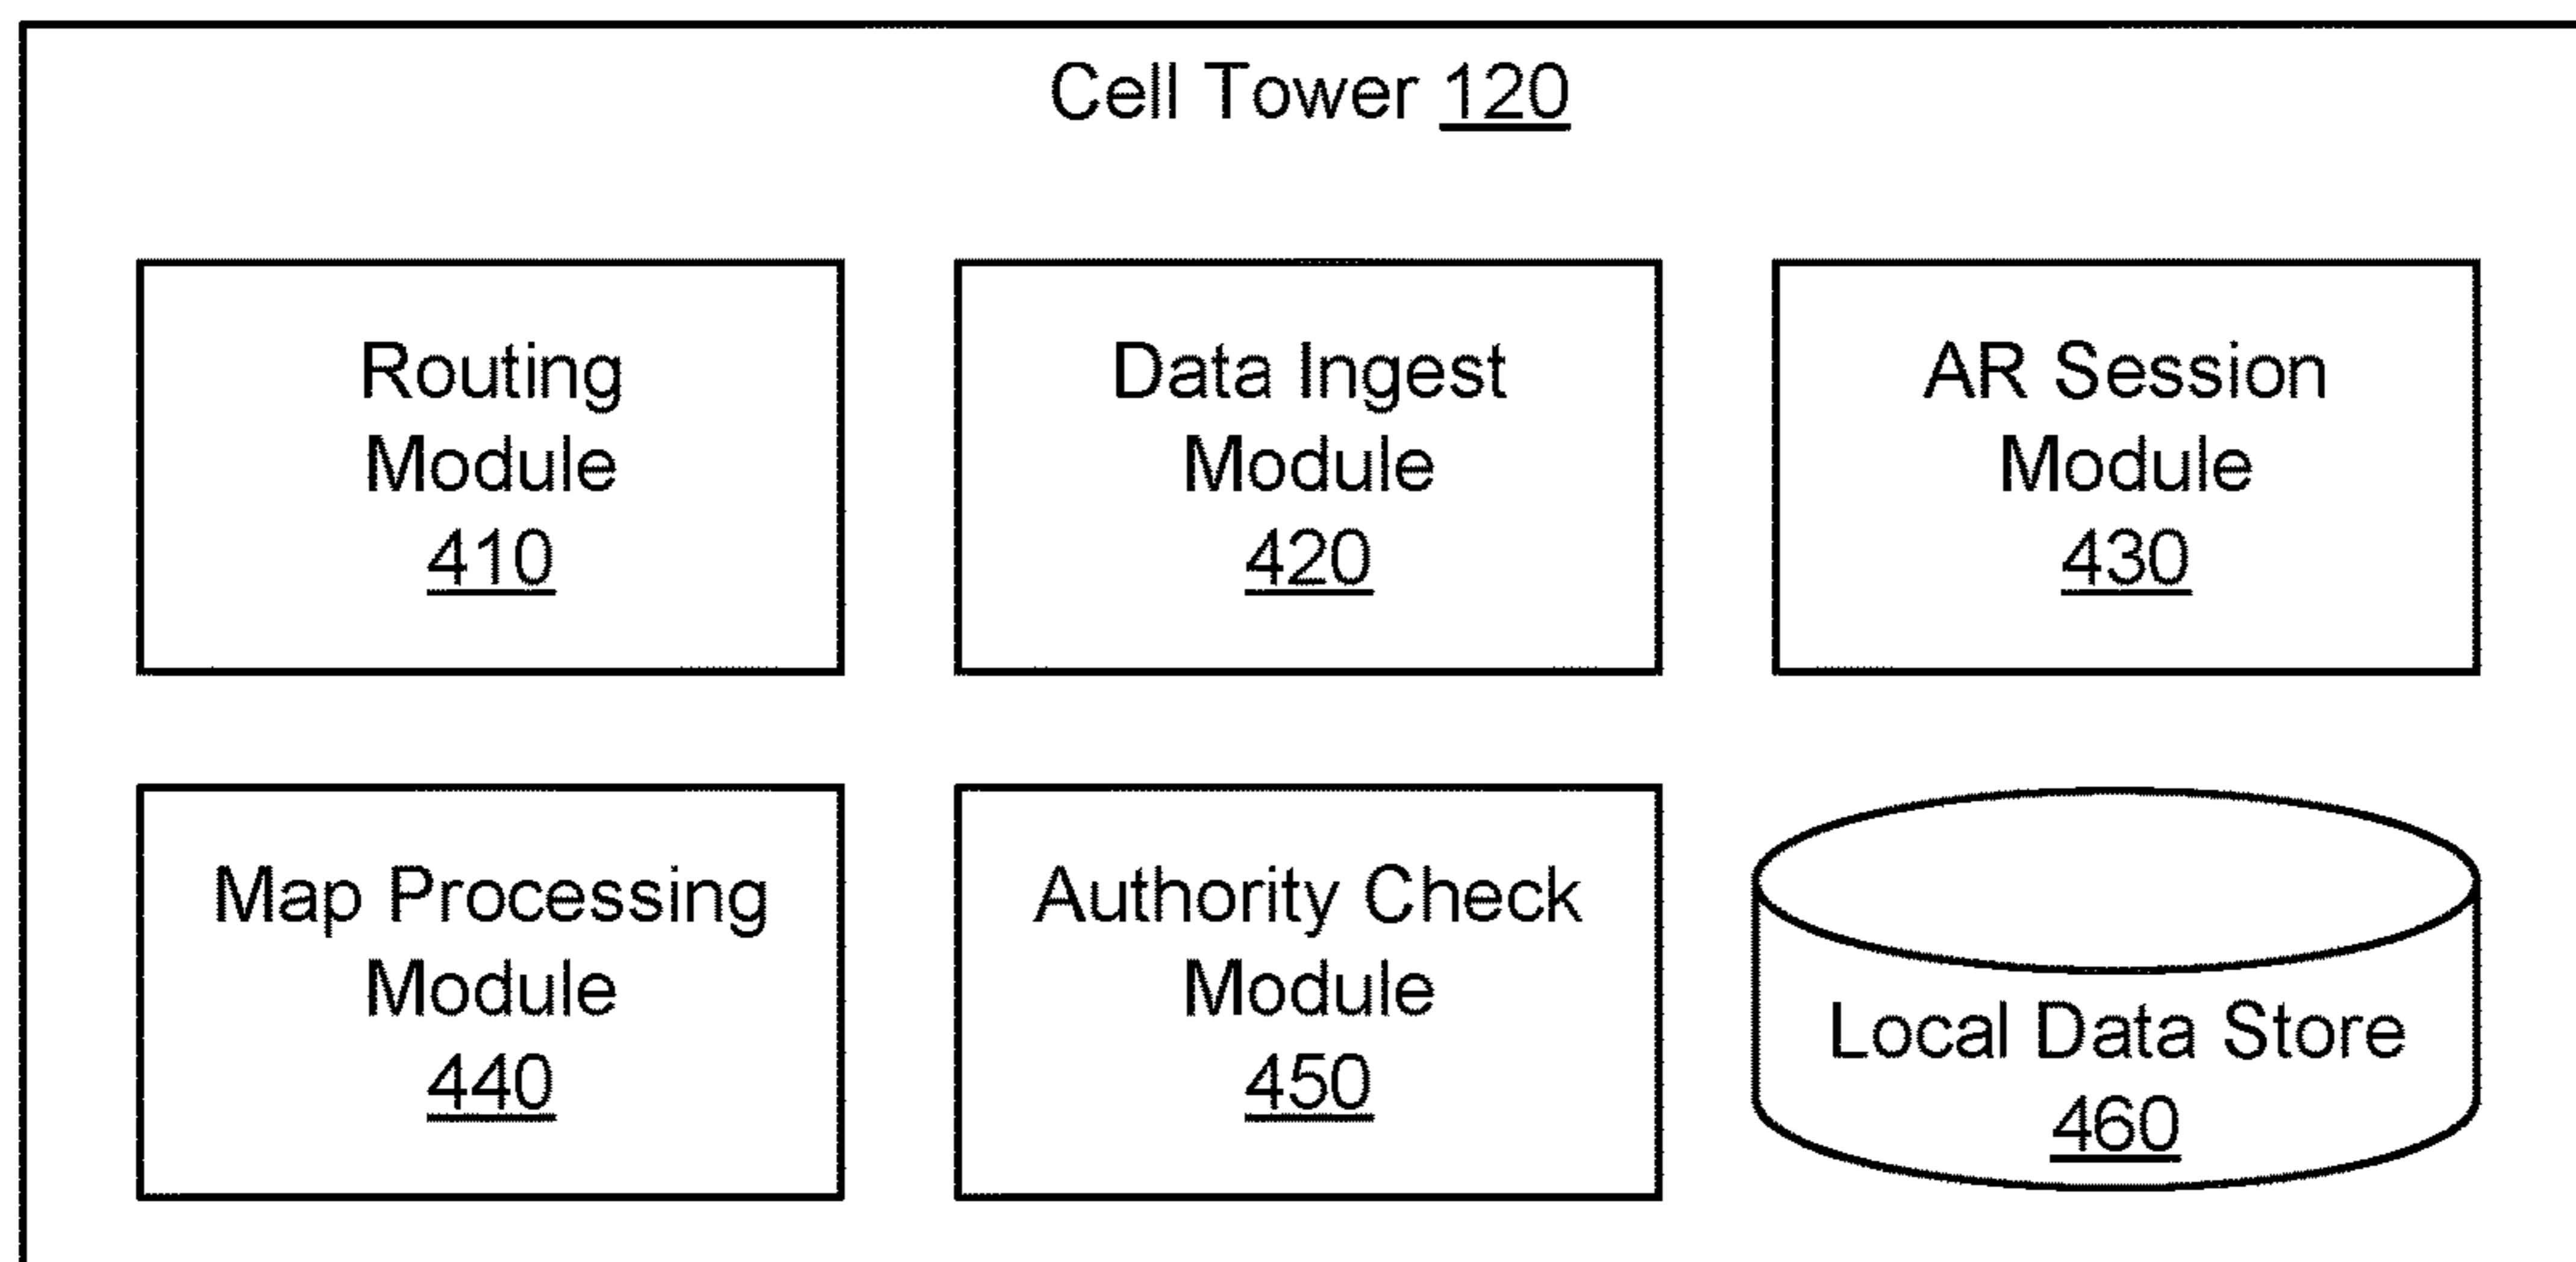 Cell Tower 120
Routing
Module
410
Data Ingest
Module
420
AR Session
Module
430
Map Processing
Module
440
Authority Check
Module
450
Local Data Store
460